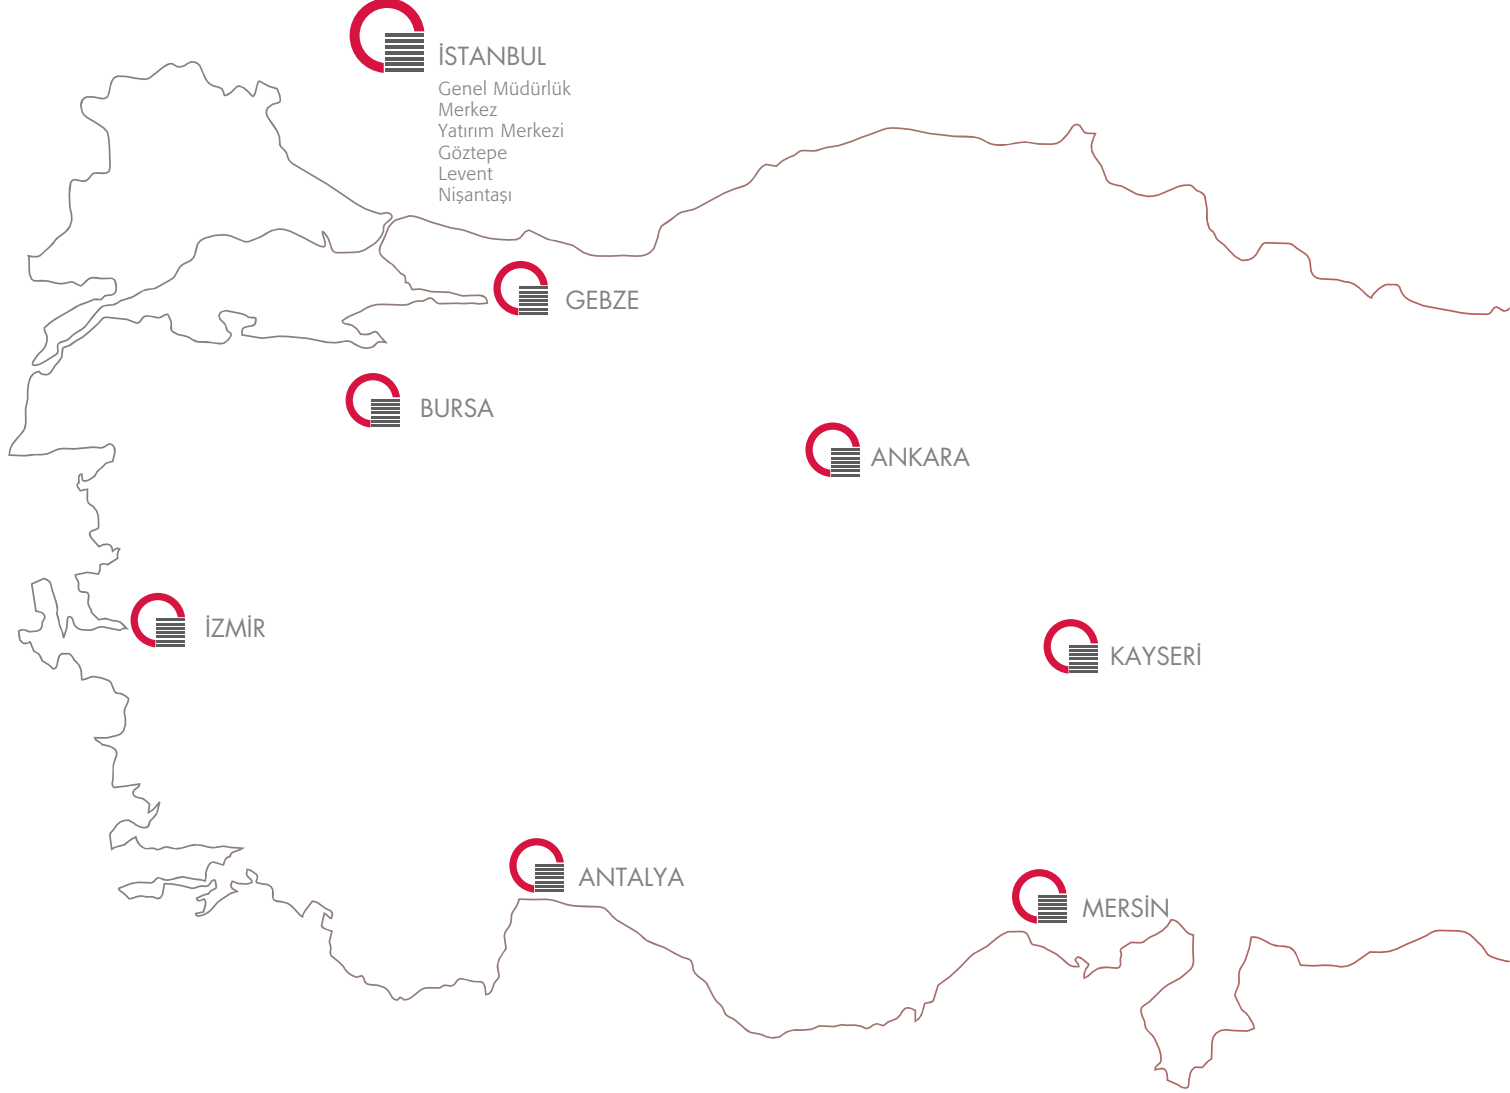 İSTANBUL
Genel Müdürlük
Merkez
Yatırım Merkezi
Göztepe
Levent
Nişantaşı
GEBZE
BURSA
ANKARA
İZMİR
KAYSERİ
ANTALYA
MERSİN